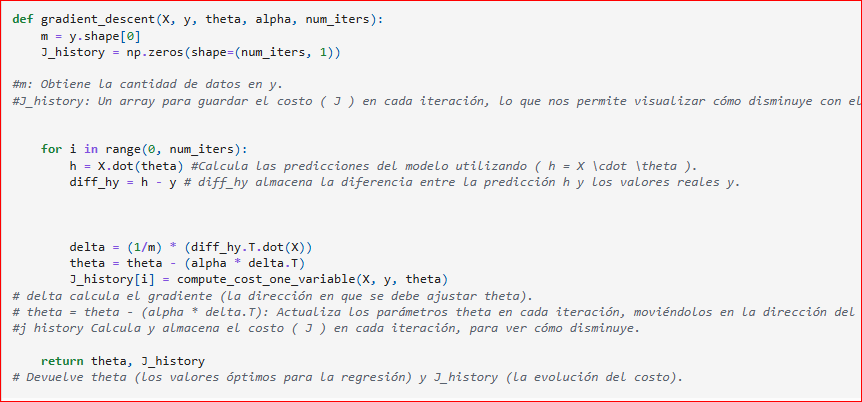 def gradient_descent(X, y, theta, alpha, num_iters):
    m = y.shape[0]
    J_history = np.zeros(shape=(num_iters, 1))
#m: Obtiene la cantidad de datos en y.
#J_history: Un array para guardar el costo ( J ) en cada iteración, lo que nos permite visualizar cómo disminuye con el
    for i in range(0, num_iters):
        h = X.dot(theta) #Calcula las predicciones del modelo utilizando ( h = X \cdot \theta ).
        diff_hy = h - y # diff_hy almacena la diferencia entre la predicción h y los valores reales y.
        delta = (1/m) * (diff_hy.T.dot(X))
        theta = theta - (alpha * delta.T)
        J_history[i] = compute_cost_one_variable(X, y, theta)
# delta calcula el gradiente (la dirección en que se debe ajustar theta).
# theta = theta - (alpha * delta.T): Actualiza los parámetros theta en cada iteración, moviéndolos en la dirección del
#j history Calcula y almacena el costo ( J ) en cada iteración, para ver cómo disminuye.
    return theta, J_history
# Devuelve theta (los valores óptimos para la regresión) y J_history (la evolución del costo).